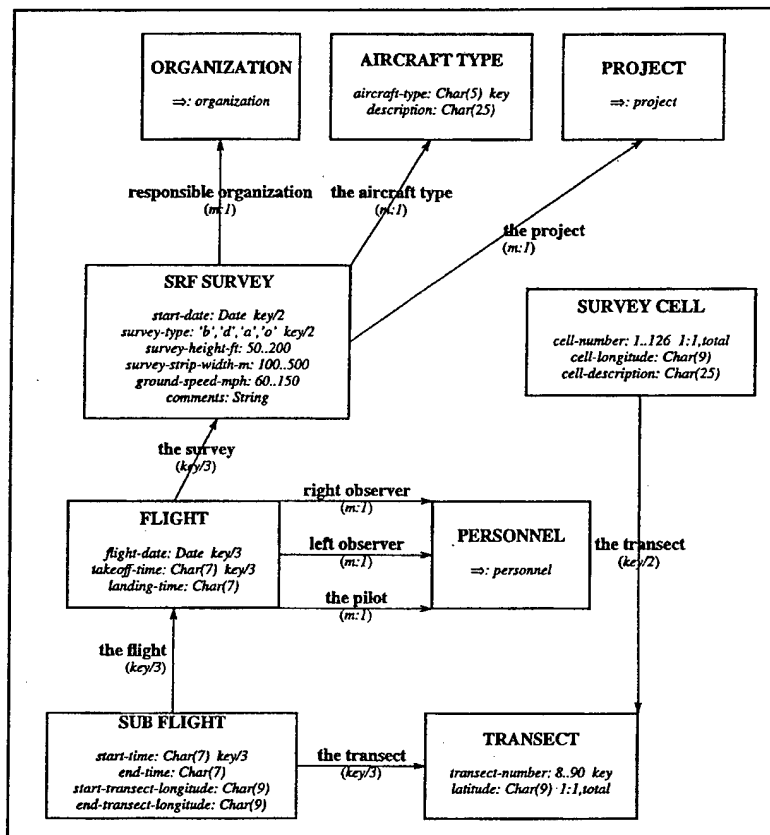 ORGANIZATION
⇒: organization
AIRCRAFT TYPE
aircraft-type: Char(5) key
description: Char(25)
PROJECT
⇒: project
responsible organization
(m:1)
the aircraft type
(m:1)
the project
(m:1)
SRF SURVEY
start-date: Date key/2
survey-type: 'b','d','a','o' key/2
survey-height-ft: 50..200
survey-strip-width-m: 100..500
ground-speed-mph: 60..150
comments: String
SURVEY CELL
cell-number: 1..126 1:1,total
cell-longitude: Char(9)
cell-description: Char(25)
the survey
(key/3)
right observer
(m:1)
FLIGHT
flight-date: Date key/3
takeoff-time: Char(7) key/3
landing-time: Char(7)
left observer
(m:1)
the pilot
(m:1)
PERSONNEL
⇒: personnel
the transect
(key/2)
the flight
(key/3)
SUB FLIGHT
start-time: Char(7) key/3
end-time: Char(7)
start-transect-longitude: Char(9)
end-transect-longitude: Char(9)
the transect
(key/3)
TRANSECT
transect-number: 8..90 key
latitude: Char(9) 1:1,total